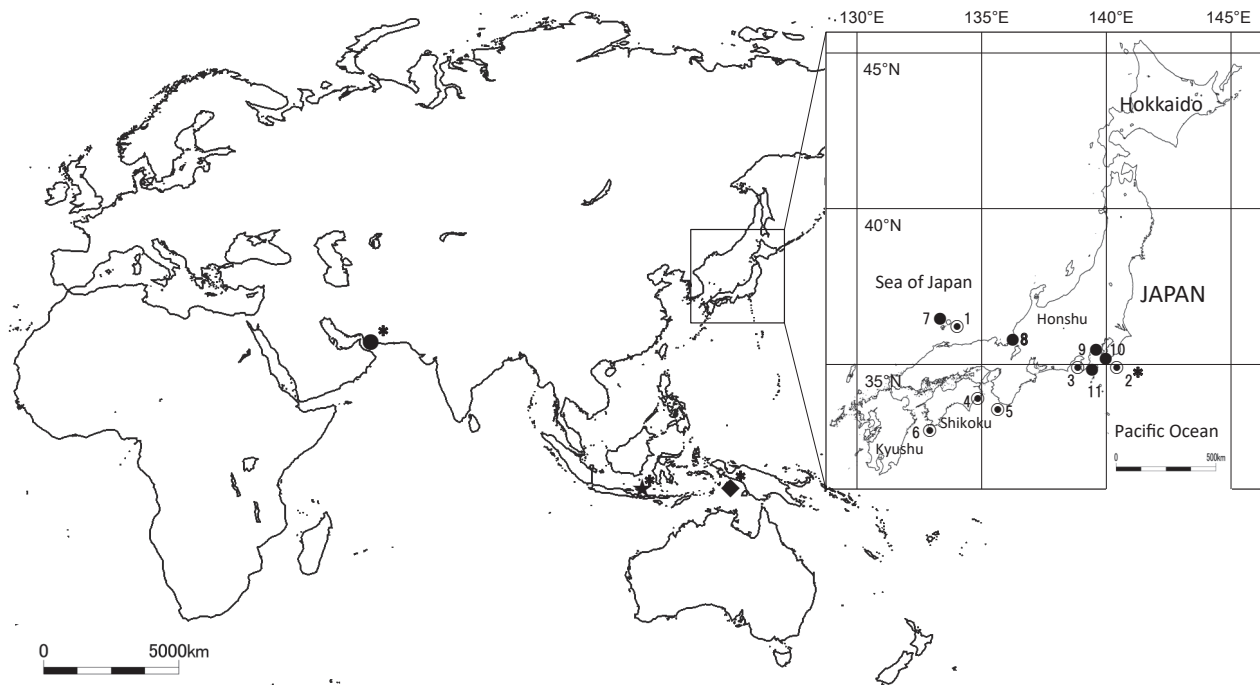 130°E 135°E 140°E 145°E
45°N
Hokkaido
40°N
Sea of Japan
JAPAN
7 1
Honshu
8
9 10
35°N
3 11 2 *
4
5
6
Shikoku
Kyushu
Pacific Ocean
0 500km
*
*
*
0 5000km